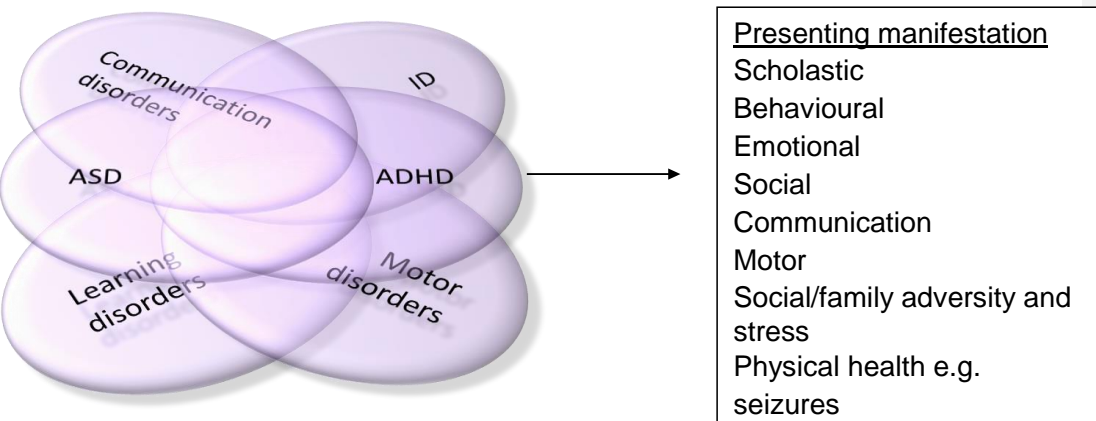 Communication
disorders
ID
ASD
ADHD
Learning
disorders
Motor
disorders
Presenting manifestation
Scholastic
Behavioural
Emotional
Social
Communication
Motor
Social/family adversity and
stress
Physical health e.g.
seizures